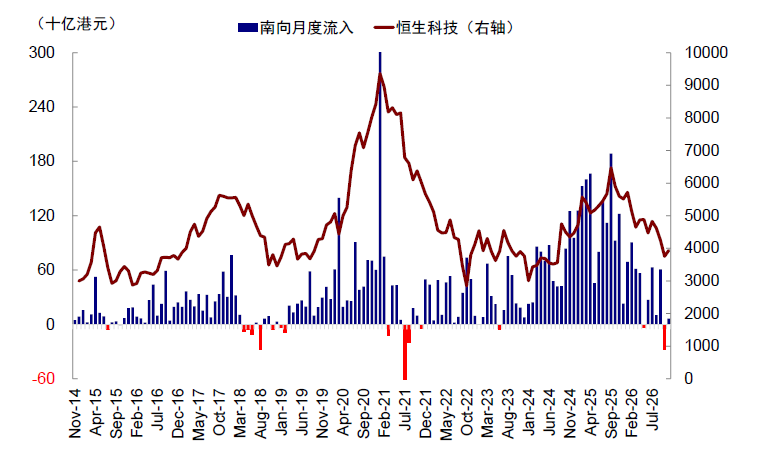 （十亿港元）
南向月度流入 恒生科技（右轴）
300
240
180
120
60
0
-60
10000
9000
8000
7000
6000
5000
4000
3000
2000
1000
0
Nov-14
Apr-15
Sep-15
Feb-16
Jul-16
Dec-16
May-17
Oct-17
Mar-18
Aug-18
Jan-19
Jun-19
Nov-19
Apr-20
Sep-20
Feb-21
Jul-21
Dec-21
May-22
Oct-22
Mar-23
Aug-23
Jan-24
Jun-24
Nov-24
Apr-25
Sep-25
Feb-26
Jul-26